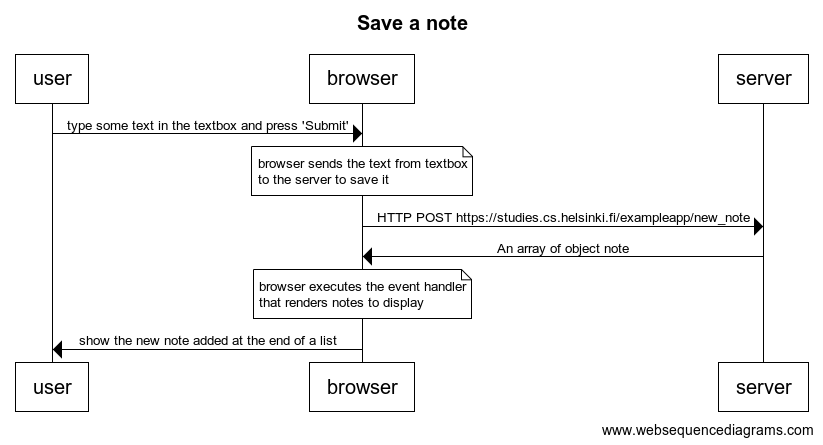 Save a note
user browser server
type some text in the textbox and press 'Submit'
browser sends the text from textbox
to the server to save it
HTTP POST https://studies.cs.helsinki.fi/exampleapp/new_note
An array of object note
browser executes the event handler
that renders notes to display
show the new note added at the end of a list
user browser server
www.websequencediagrams.com